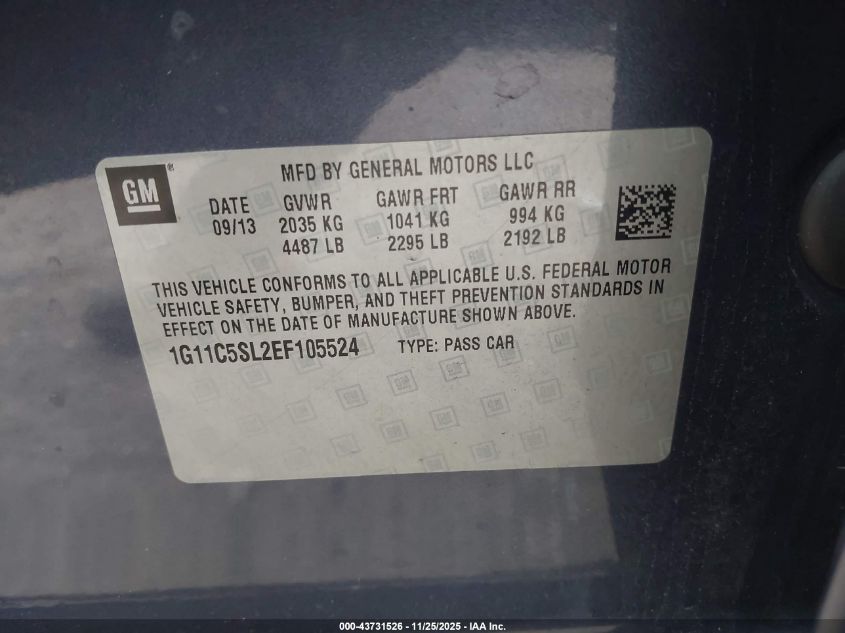 GM ®
MFD BY GENERAL MOTORS LLC
DATE GVWR GAWR FRT GAWR RR
09/13 2035 KG 1041 KG 994 KG
4487 LB 2295 LB 2192 LB
THIS VEHICLE CONFORMS TO ALL APPLICABLE U.S. FEDERAL MOTOR
VEHICLE SAFETY, BUMPER, AND THEFT PREVENTION STANDARDS IN
EFFECT ON THE DATE OF MANUFACTURE SHOWN ABOVE.
1G11C5SL2EF105524 TYPE: PASS CAR
000-43731526 - 11/25/2025 - IAA Inc.